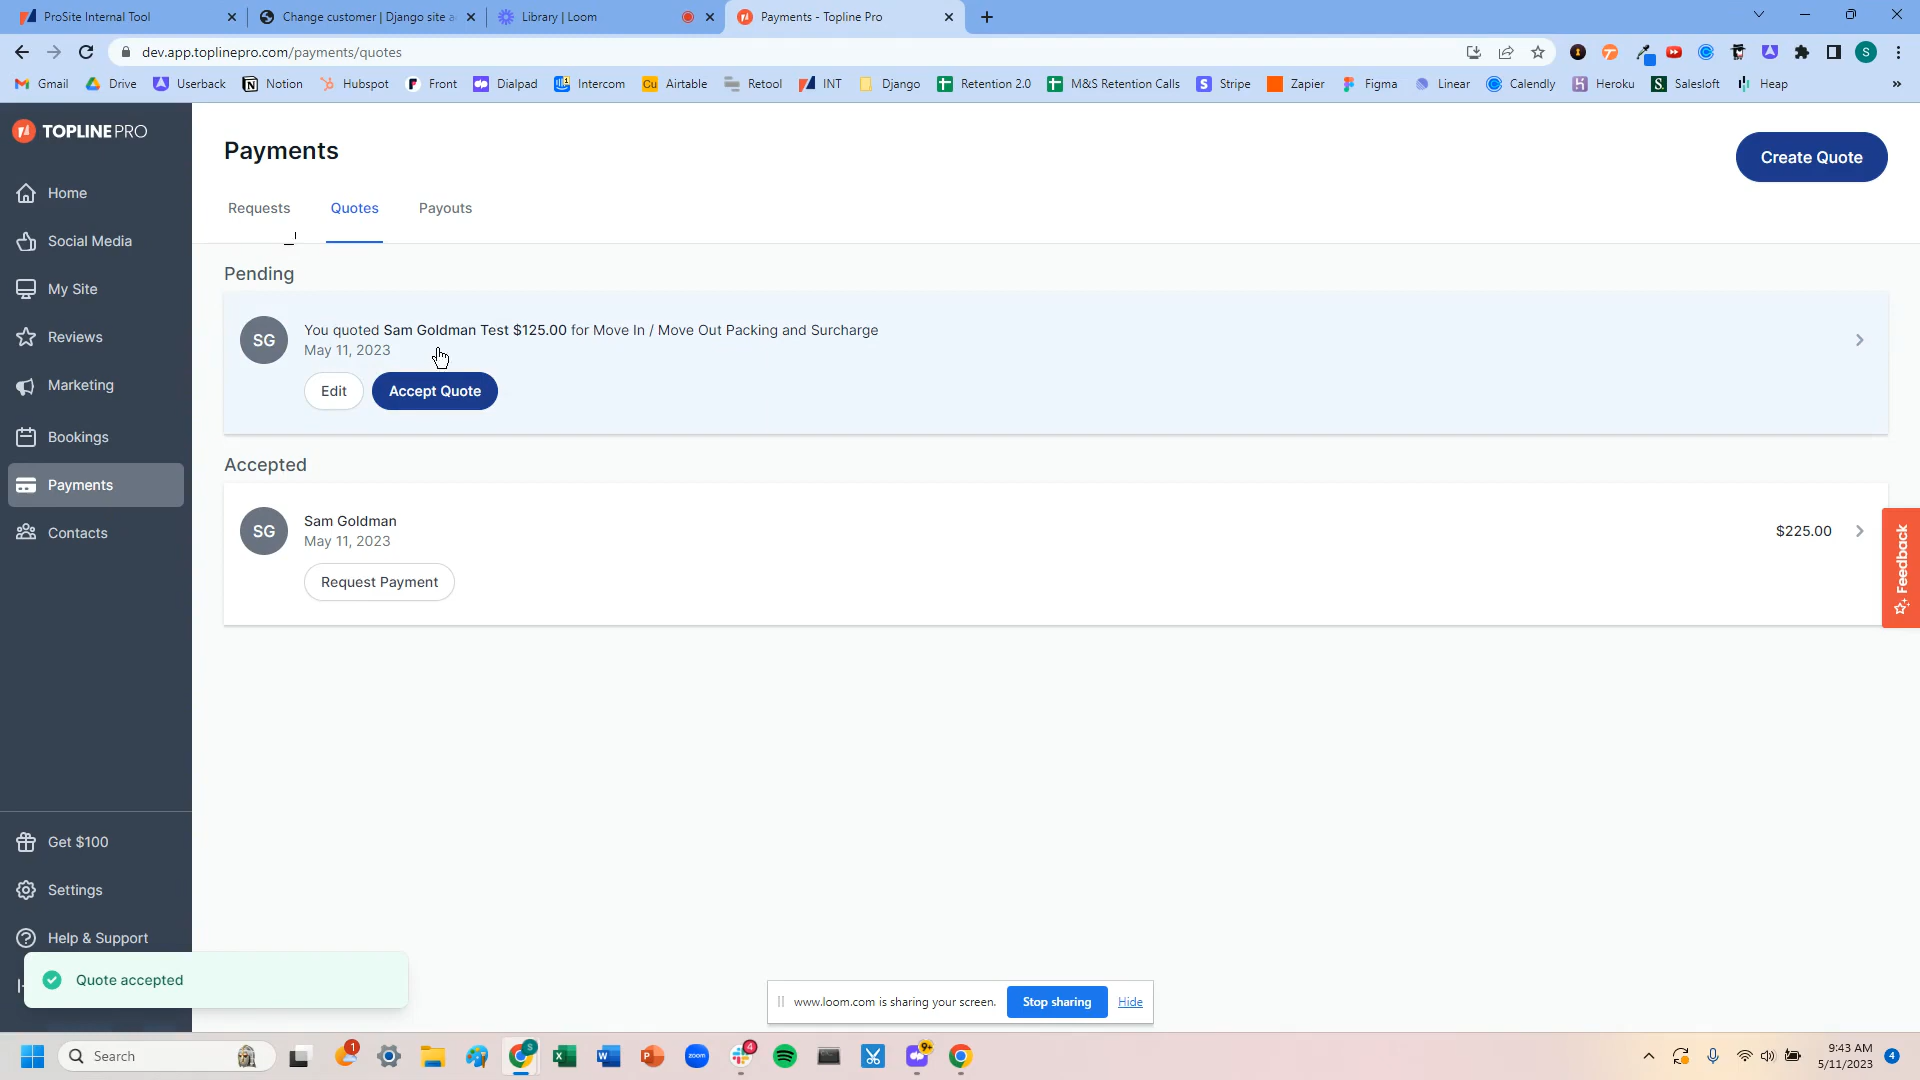 ProSite Internal Tool
Change customer | Django site a
Library | Loom
Payments - Topline Pro
dev.app.toplinepro.com/payments/quotes
S
Gmail
Drive
Userback
Notion
Hubspot
Front
Dialpad
Intercom
Cu Airtable
Retool
INT
Django
Retention 2.0
M&S Retention Calls
Stripe
Zapier
Figma
Linear
Calendly
Heroku
Salesloft
Heap
»
TOPLINE PRO
Home
Social Media
My Site
Reviews
Marketing
Bookings
Payments
Contacts
Get $100
Settings
Help & Support
Payments
Create Quote
Requests
Quotes
Payouts
Pending
SG
You quoted Sam Goldman Test $125.00 for Move In / Move Out Packing and Surcharge
May 11, 2023
Edit
Accept Quote
Accepted
SG
Sam Goldman
May 11, 2023
$225.00
Request Payment
Feedback
Quote accepted
www.loom.com is sharing your screen.
Stop sharing
Hide
Search
1
zoom
4
9+
9:43 AM
5/11/2023
4